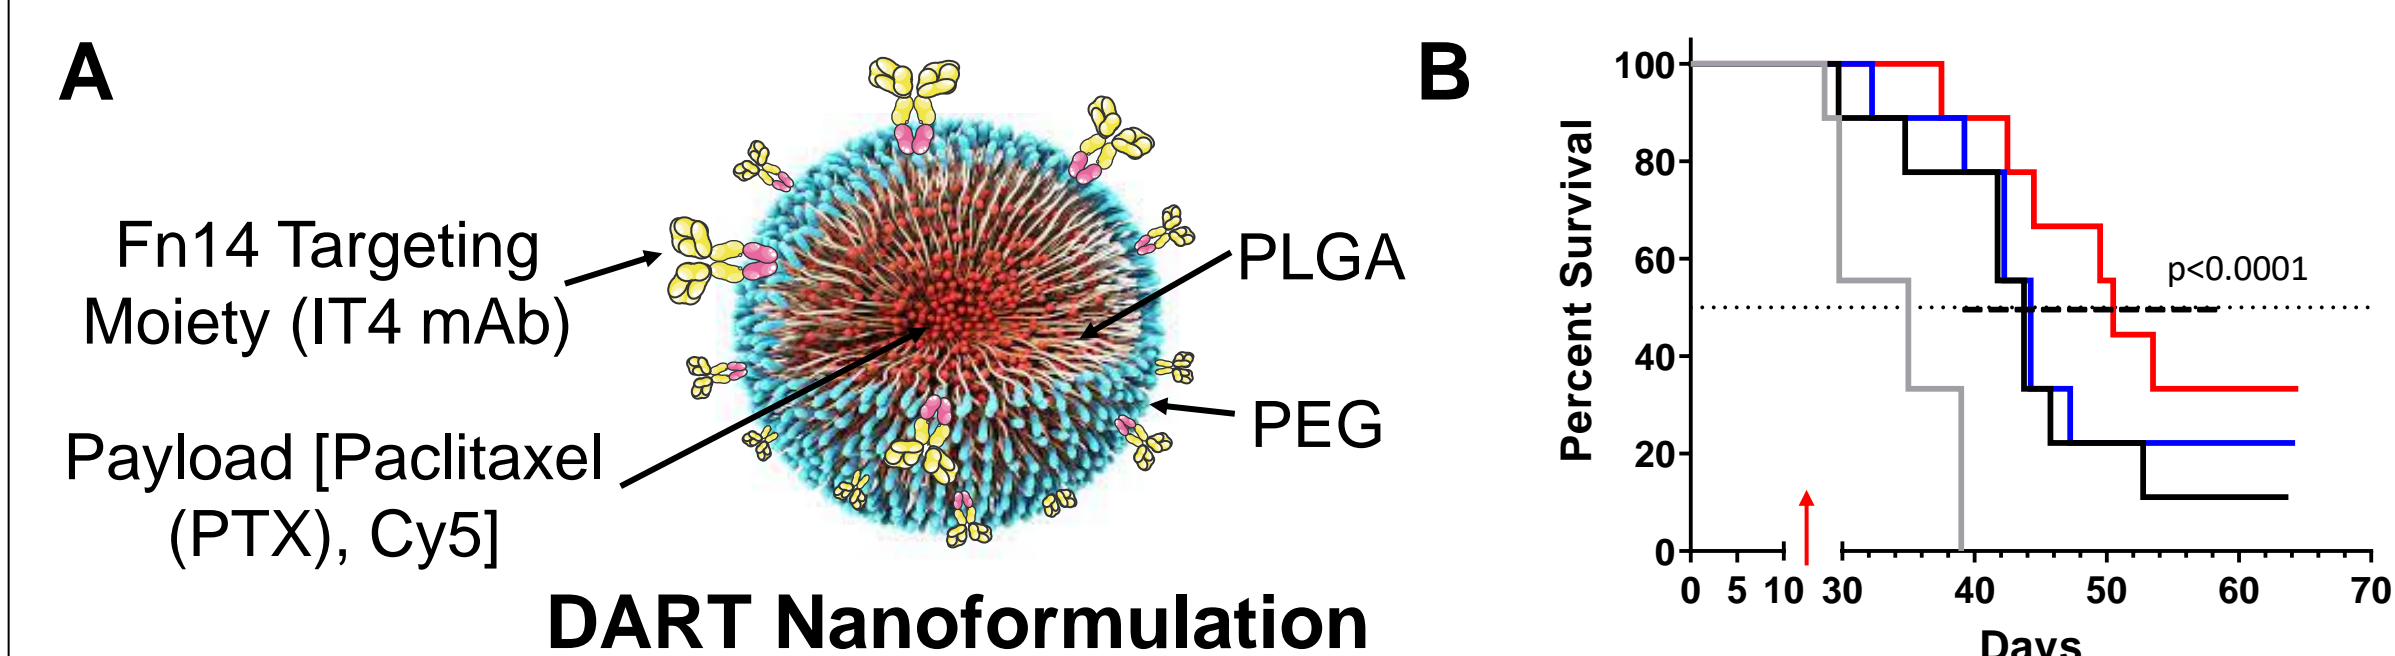 A
Fn14 Targeting
Moiety (IT4 mAb)
Payload [Paclitaxel
(PTX), Cy5]
PLGA
PEG
DART Nanoformulation
B
Percent Survival
100
80
60
40
20
0
p<0.0001
0 5 10 30 40 50 60 70
Days